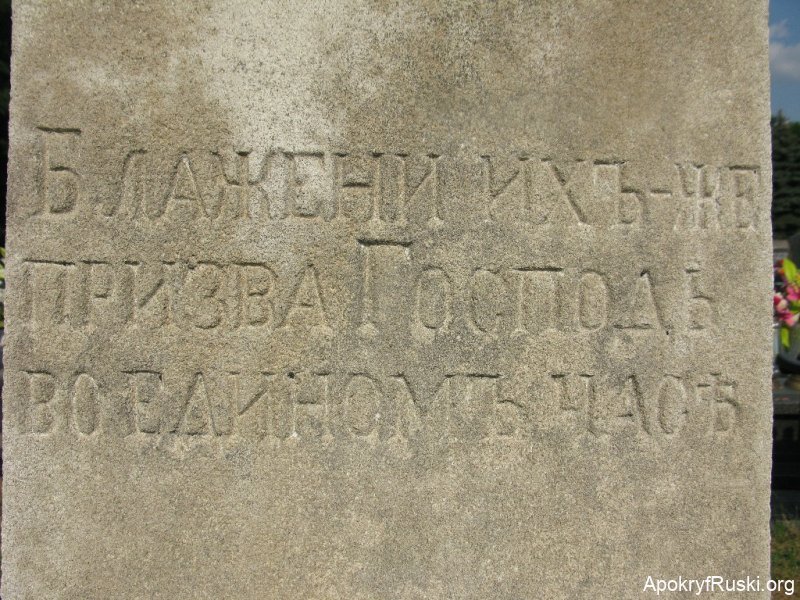 БЛАЖЕНИ ИХЪ-ЖЕ
ПРИЗВА ГОСПОДЬ
ВО ЕДИНОМЪ ЧАСѢ
ApokryfRuski.org